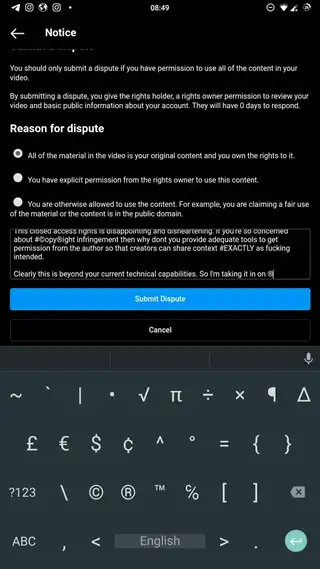 08:49
Notice
You should only submit a dispute if you have permission to use all of the content in your
video.
By submitting a dispute, you give the rights holder, a rights owner permission to review your
video and basic public information about your account. They will have 0 days to respond.
Reason for dispute
All of the material in the video is your original content and you own the rights to it.
You have explicit permission from the rights owner to use this content.
You are otherwise allowed to use the content. For example, you are claiming a fair use
of the material or the content is in the public domain.
This closed access rights is disappointing and disheartening. If you're so concerned
about #©opy®ight infringement then why dont you provide adequate tools to get
permission from the author so that creators can share context #EXACTLY as fucking
intended.
Clearly this is beyond your current technical capabilities. So I'm taking it in on ®
Submit Dispute
Cancel
~ ` | • √ π ÷ × ¶ ∆
£ € $ ¢ ^ ° = { }
?123 \ © ® ™ ℅ [ ]
ABC , < English > .